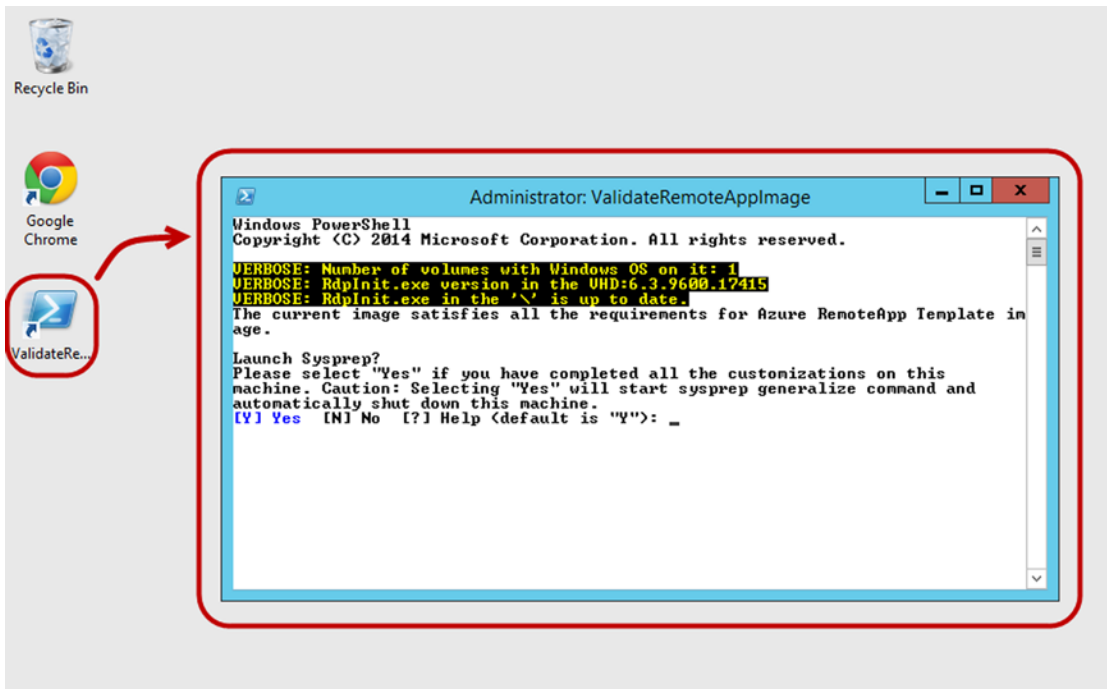 Recycle Bin
Google
Chrome
ValidateRe...
Administrator: ValidateRemoteAppImage
Windows PowerShell
Copyright (C) 2014 Microsoft Corporation. All rights reserved.
VERBOSE: Number of volumes with Windows OS on it: 1
VERBOSE: RdpInit.exe version in the VHD:6.3.9600.17415
VERBOSE: RdpInit.exe in the '\' is up to date.
The current image satisfies all the requirements for Azure RemoteApp Template im
age.
Launch Sysprep?
Please select "Yes" if you have completed all the customizations on this
machine. Caution: Selecting "Yes" will start sysprep generalize command and
automatically shut down this machine.
[Y] Yes  [N] No  [?] Help (default is "Y"): _